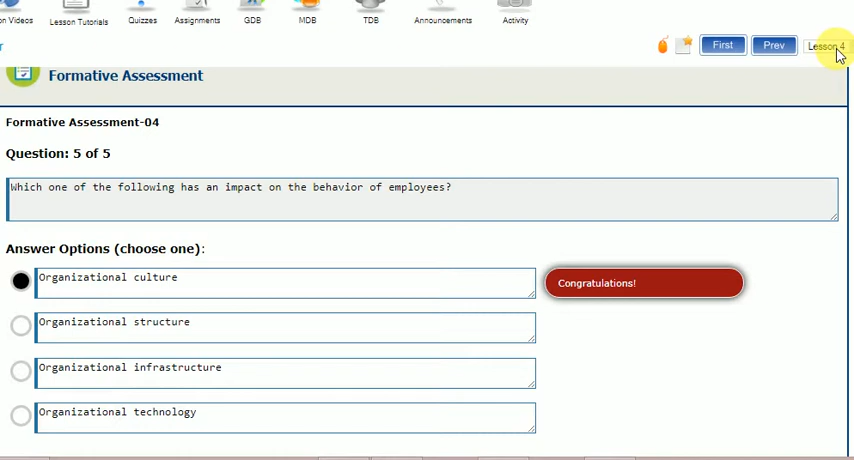 on Videos
Lesson Tutorials
Quizzes
Assignments
GDB
MDB
TDB
Announcements
Activity
r
First
Prev
Lesson 4
Formative Assessment
Formative Assessment-04
Question: 5 of 5
Which one of the following has an impact on the behavior of employees?
Answer Options (choose one):
Organizational culture
Congratulations!
Organizational structure
Organizational infrastructure
Organizational technology